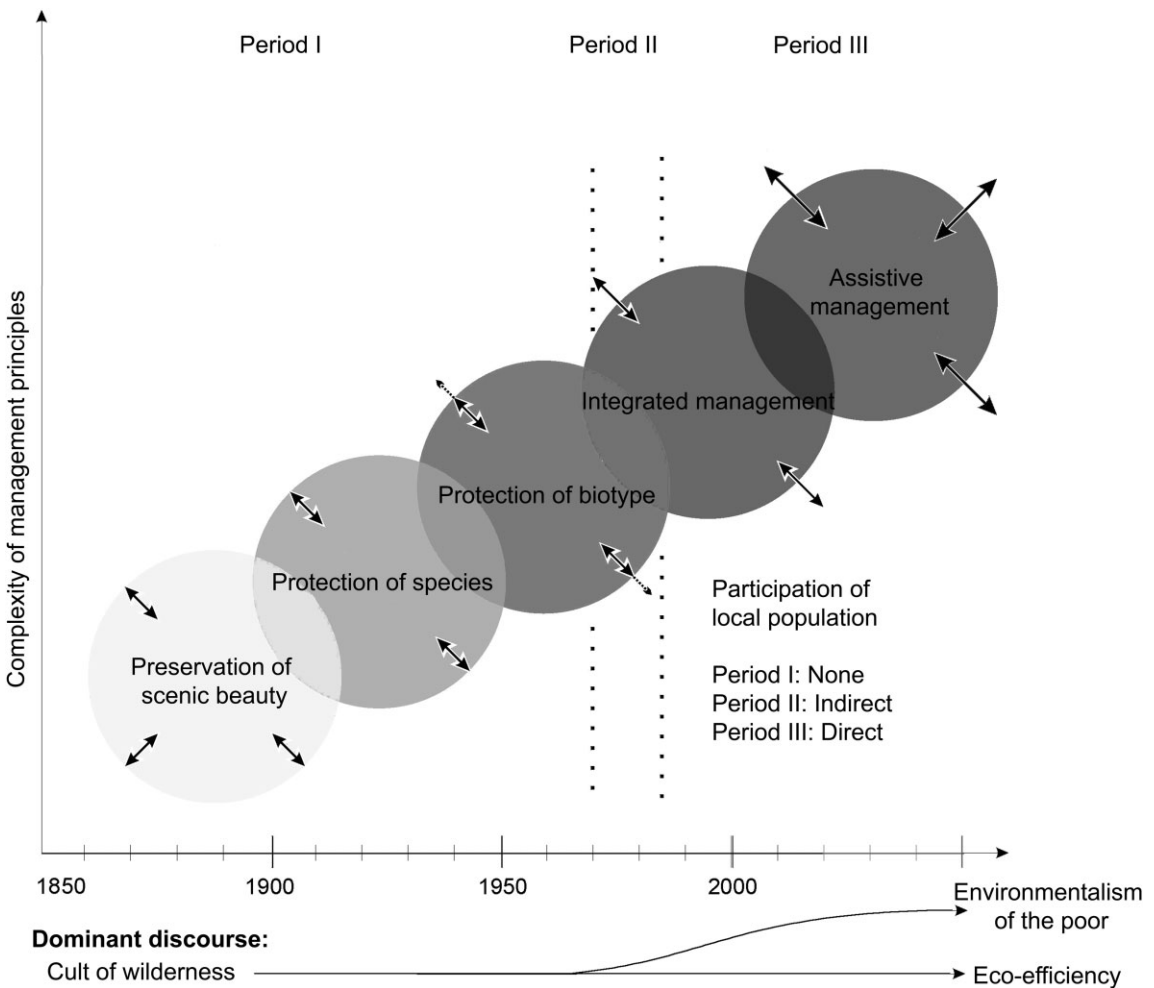 Period I
Period II
Period III
Complexity of management principles
Assistive
management
Integrated management
Protection of biotype
Protection of species
Preservation of
scenic beauty
Participation of
local population
Period I: None
Period II: Indirect
Period III: Direct
1850
1900
1950
2000
Environmentalism
of the poor
Dominant discourse:
Cult of wilderness
Eco-efficiency